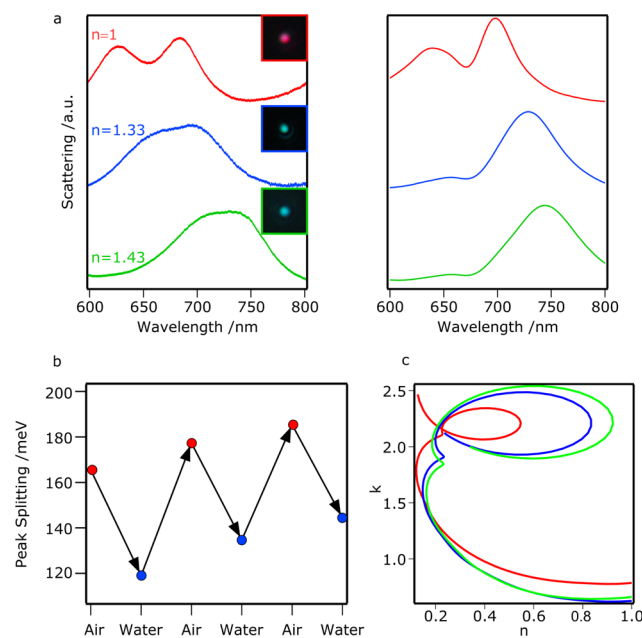 a
n=1
n=1.33
n=1.43
Scattering /a.u.
600 650 700 750 800
Wavelength /nm
600 650 700 750 800
Wavelength /nm
b
200
180
160
140
120
Peak Splitting /meV
Air Water Air Water Air Water
c
2.5
2.0
1.5
1.0
k
0.2 0.4 0.6 0.8 1.0
n